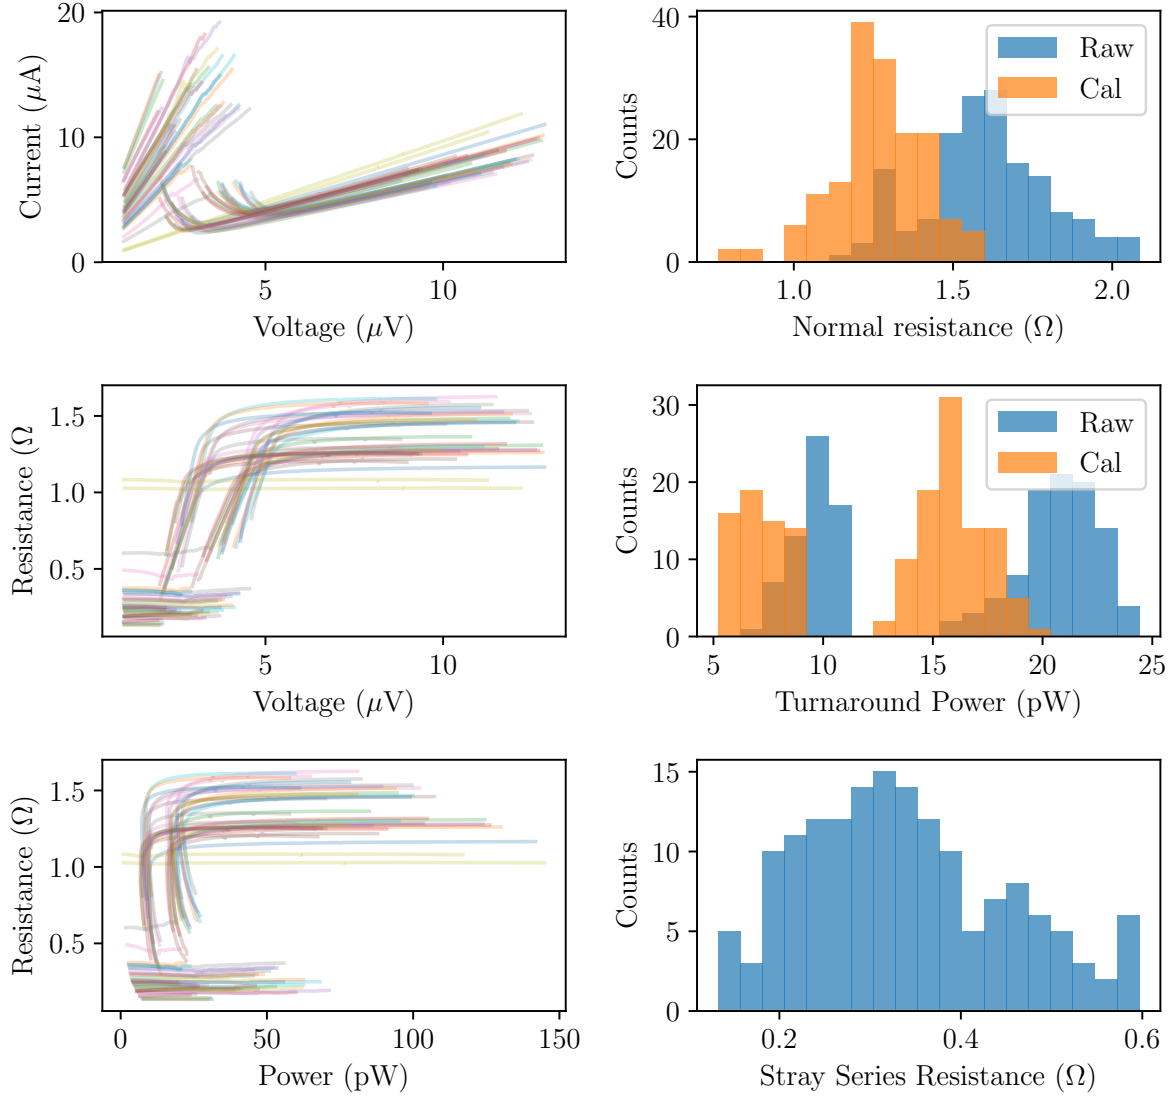 20
10
0
Current (μA)
5
10
Voltage (μV)
40
20
0
Counts
Raw
Cal
1.0
1.5
2.0
Normal resistance (Ω)
1.5
1.0
0.5
Resistance (Ω
5
10
Voltage (μV)
30
20
10
0
Counts
Raw
Cal
5
10
15
20
25
Turnaround Power (pW)
1.5
1.0
0.5
Resistance (Ω)
0
50
100
150
Power (pW)
15
10
5
0
Counts
0.2
0.4
0.6
Stray Series Resistance (Ω)